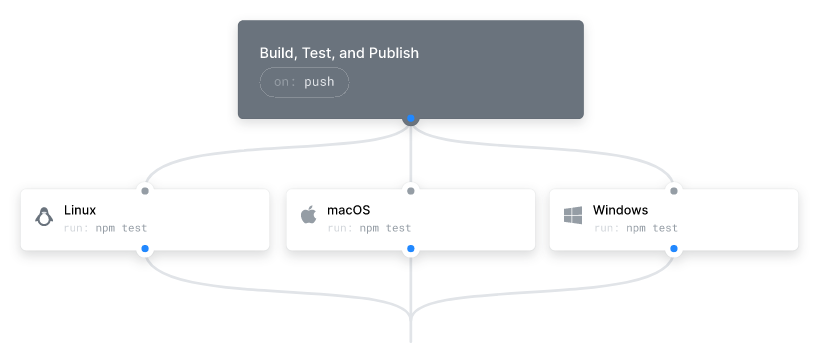 Build, Test, and Publish
on: push
Linux
run: npm test
macOS
run: npm test
Windows
run: npm test